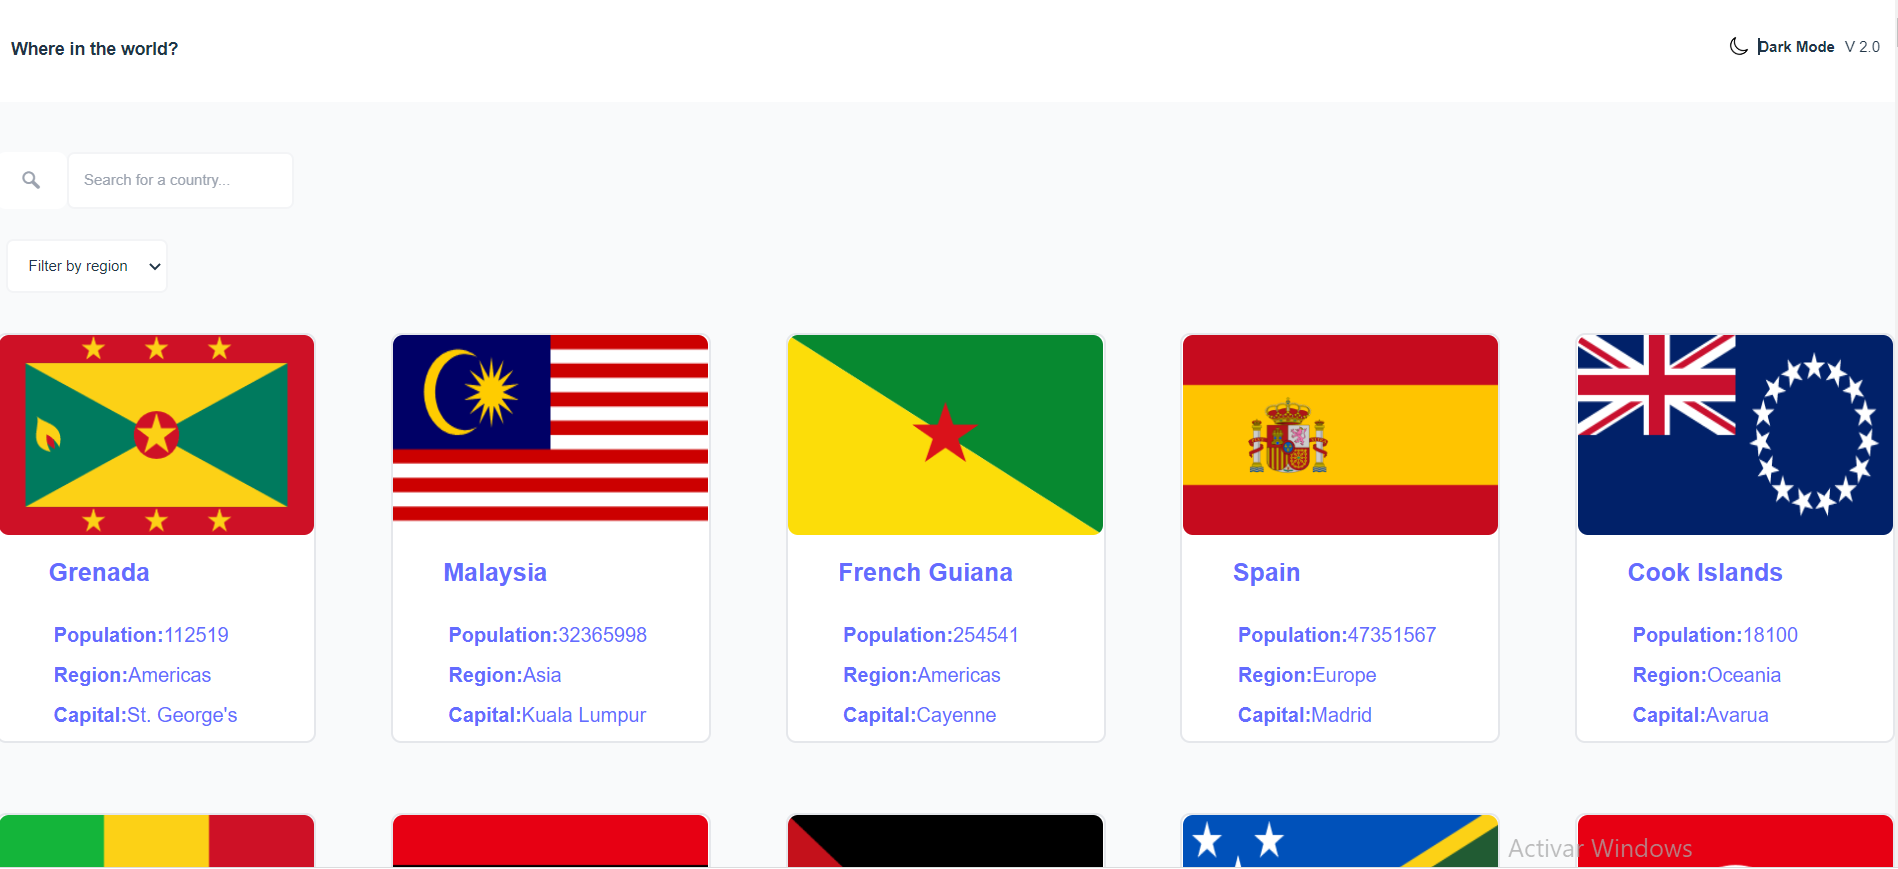 Where in the world?
Dark Mode V 2.0
Search for a country...
Filter by region
Grenada
Population:112519
Region:Americas
Capital:St. George's
Malaysia
Population:32365998
Region:Asia
Capital:Kuala Lumpur
French Guiana
Population:254541
Region:Americas
Capital:Cayenne
Spain
Population:47351567
Region:Europe
Capital:Madrid
Cook Islands
Population:18100
Region:Oceania
Capital:Avarua
Activar Windows